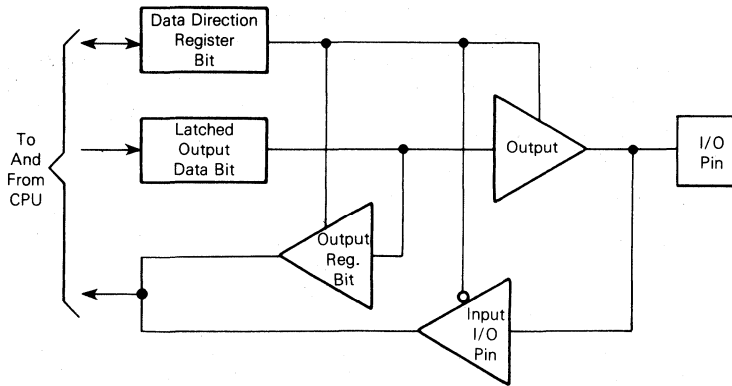 Data Direction
Register
Bit
To
And
From
CPU
Latched
Output
Data Bit
Output
I/O
Pin
Output
Reg.
Bit
Input
I/O
Pin